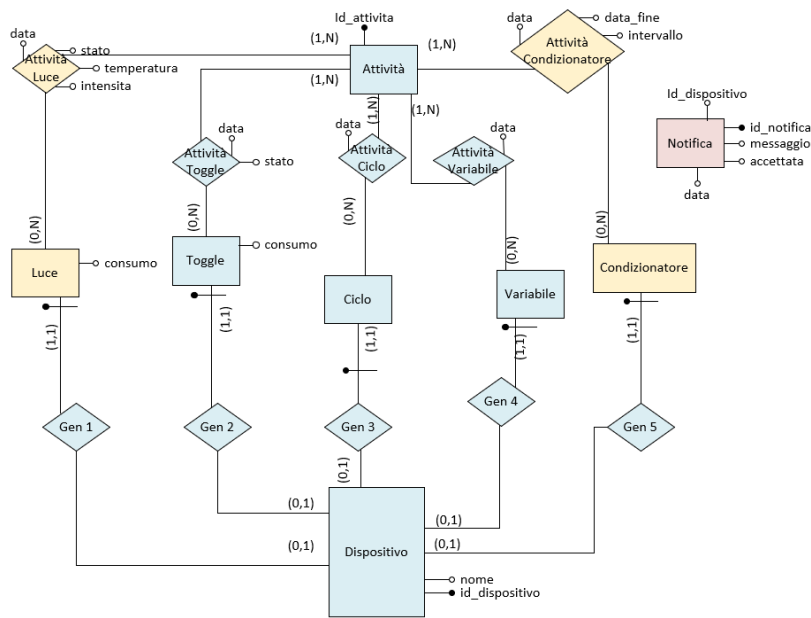 Id_attivita
data
stato
Attività
Luce
temperatura
intensita
(1,N)
(1,N)
Attività
(1,N)
(1,N)
(1,N)
data
data_fine
intervallo
Attività
Condizionatore
Id_dispositivo
id_notifica
Notifica
messaggio
accettata
data
data
Attività
Toggle
stato
data
Attività
Ciclo
data
Attività
Variabile
(0,N)
(0,N)
(0,N)
(0,N)
(0,N)
Luce
consumo
Toggle
consumo
Ciclo
Variabile
Condizionatore
(1,1)
(1,1)
(1,1)
(1,1)
(1,1)
Gen 1
Gen 2
Gen 3
Gen 4
Gen 5
(0,1)
(0,1)
(0,1)
(0,1)
(0,1)
Dispositivo
nome
id_dispositivo